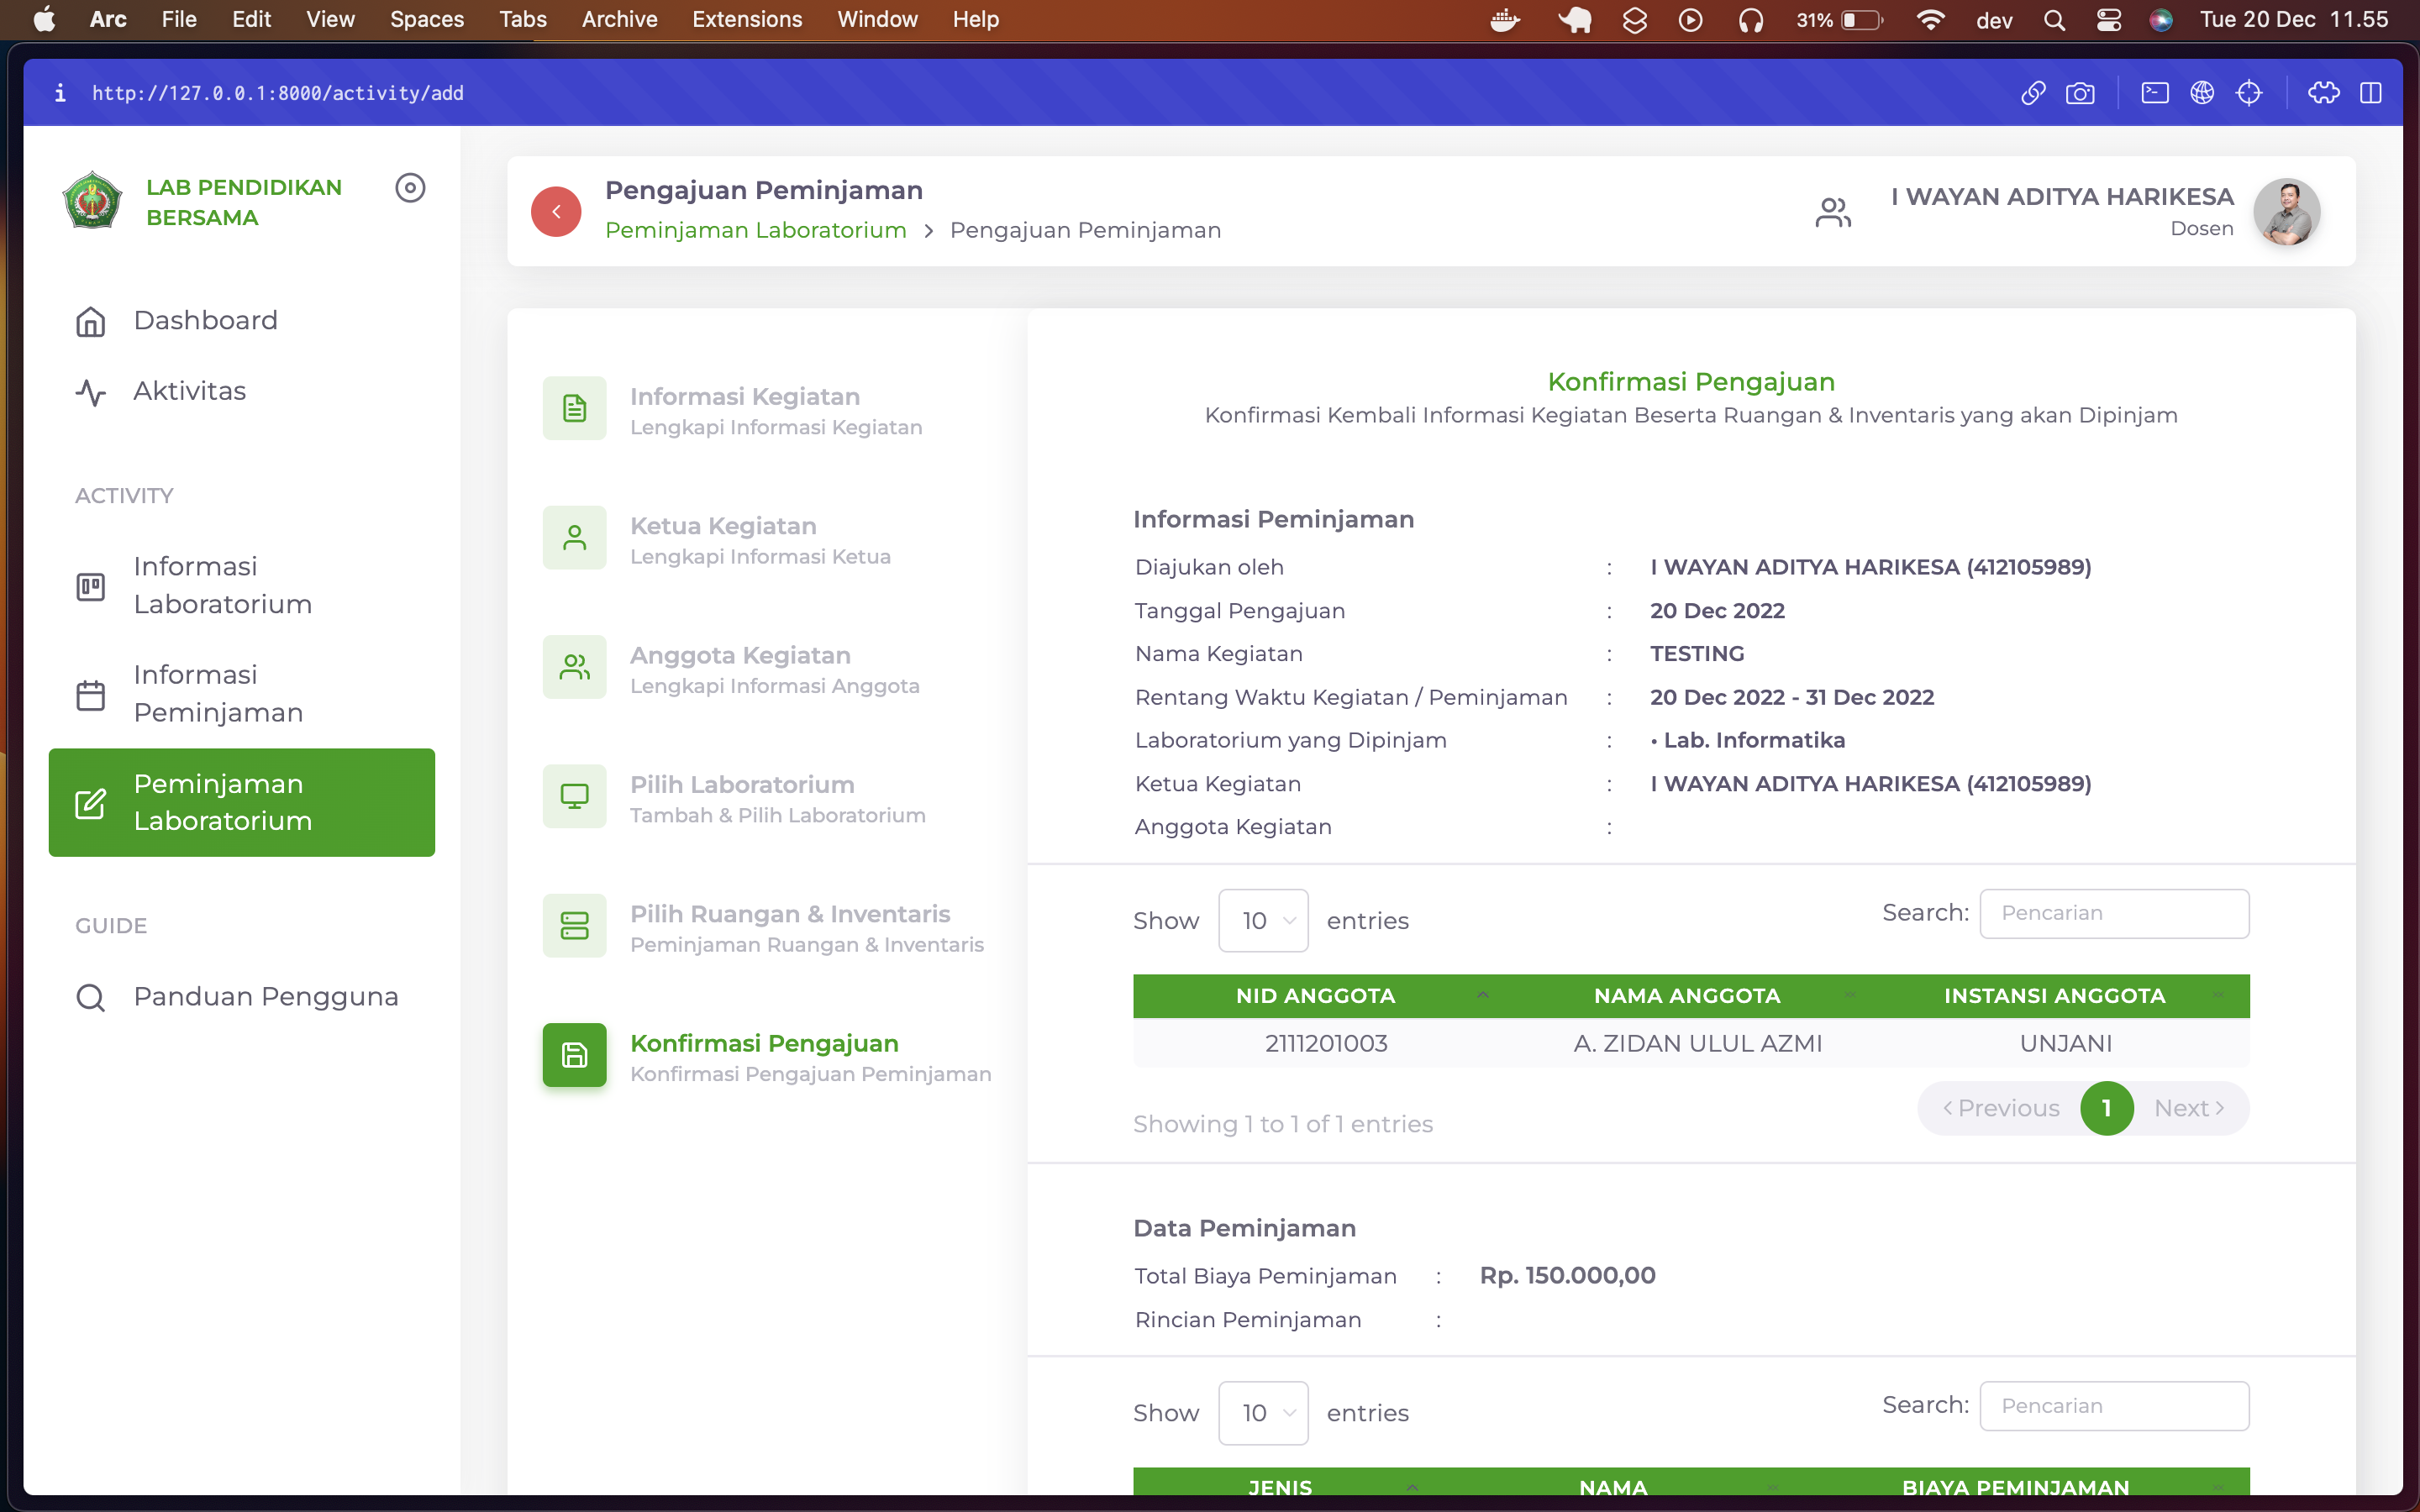 Arc File Edit View Spaces Tabs Archive Extensions Window Help 31% dev Tue 20 Dec 11.55
i http://127.0.0.1:8000/activity/add
LAB PENDIDIKAN
BERSAMA
Dashboard
Aktivitas
ACTIVITY
Informasi
Laboratorium
Informasi
Peminjaman
Peminjaman
Laboratorium
GUIDE
Panduan Pengguna
Pengajuan Peminjaman
Peminjaman Laboratorium > Pengajuan Peminjaman
I WAYAN ADITYA HARIKESA
Dosen
Informasi Kegiatan
Lengkapi Informasi Kegiatan
Ketua Kegiatan
Lengkapi Informasi Ketua
Anggota Kegiatan
Lengkapi Informasi Anggota
Pilih Laboratorium
Tambah & Pilih Laboratorium
Pilih Ruangan & Inventaris
Peminjaman Ruangan & Inventaris
Konfirmasi Pengajuan
Konfirmasi Pengajuan Peminjaman
Konfirmasi Pengajuan
Konfirmasi Kembali Informasi Kegiatan Beserta Ruangan & Inventaris yang akan Dipinjam
Informasi Peminjaman
Diajukan oleh : I WAYAN ADITYA HARIKESA (412105989)
Tanggal Pengajuan : 20 Dec 2022
Nama Kegiatan : TESTING
Rentang Waktu Kegiatan / Peminjaman : 20 Dec 2022 - 31 Dec 2022
Laboratorium yang Dipinjam : • Lab. Informatika
Ketua Kegiatan : I WAYAN ADITYA HARIKESA (412105989)
Anggota Kegiatan :
Show 10 entries Search: Pencarian
NID ANGGOTA NAMA ANGGOTA INSTANSI ANGGOTA
2111201003 A. ZIDAN ULUL AZMI UNJANI
Showing 1 to 1 of 1 entries < Previous 1 Next >
Data Peminjaman
Total Biaya Peminjaman : Rp. 150.000,00
Rincian Peminjaman :
Show 10 entries Search: Pencarian
JENIS NAMA BIAYA PEMINJAMAN